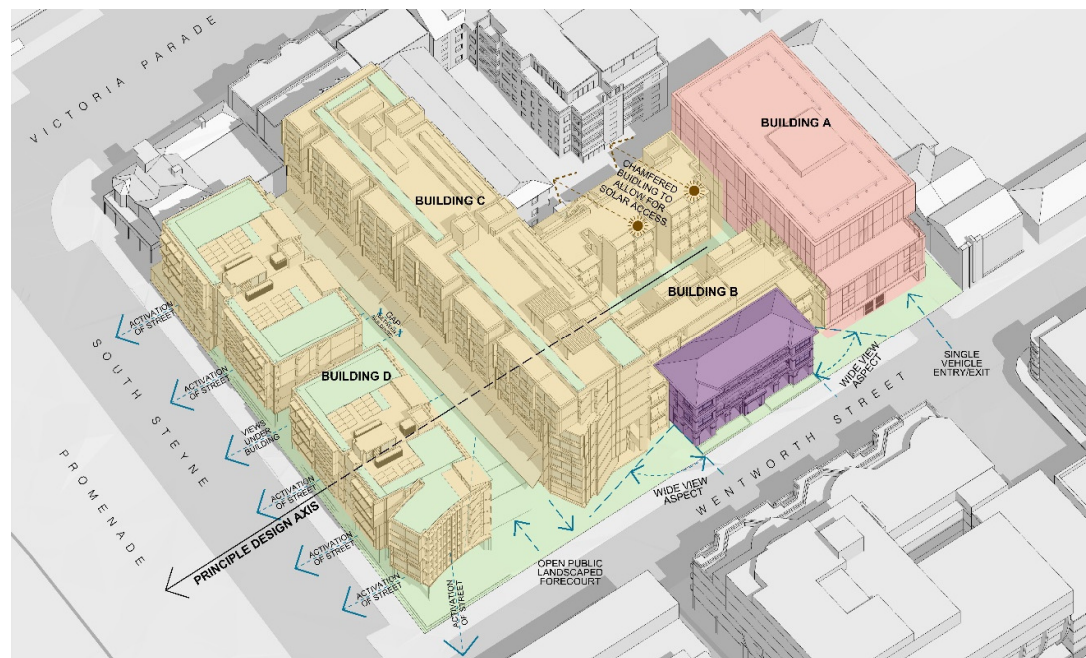 VICTORIA PARADE
BUILDING A
CHAMFERED
BUIDLING TO
ALLOW FOR
SOLAR ACCESS
BUILDING C
BUILDING B
GAP
BUILDING D
ACTIVATION
OF STREET
ACTIVATION
OF STREET
VIEWS
UNDER
BUILDING
ACTIVATION
OF STREET
ACTIVATION
OF STREET
ACTIVATION
OF STREET
ACTIVATION
OF STREET
SOUTH STEYNE
PROMENADE
PRINCIPLE DESIGN AXIS
OPEN PUBLIC
LANDSCAPED
FORECOURT
WIDE VIEW
ASPECT
WIDE VIEW
ASPECT
SINGLE
VEHICLE
ENTRY/EXIT
WENTWORTH STREET